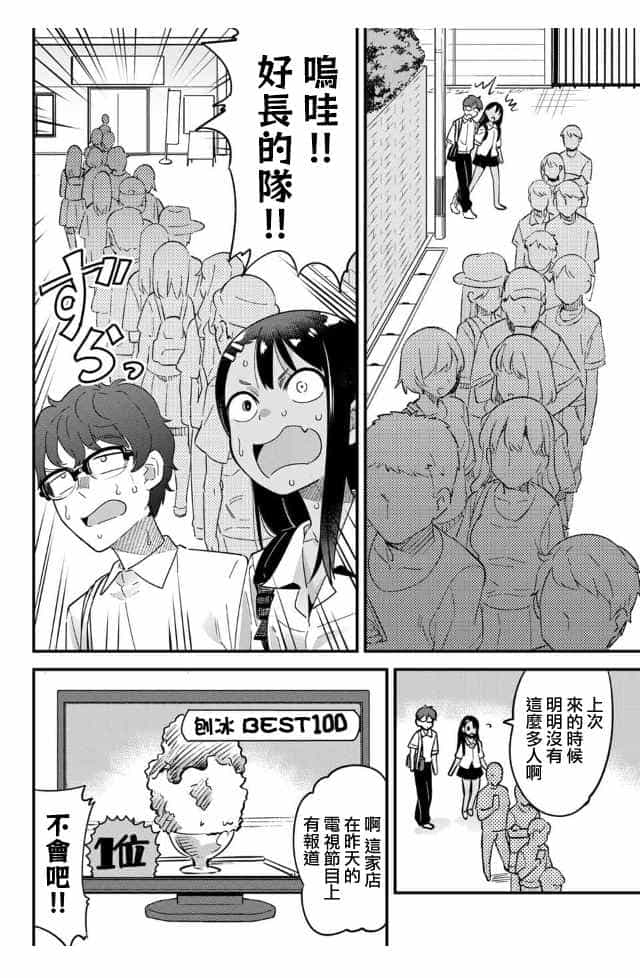 嗚哇!!
好長的隊!!
ずらっ
上次
來的時候
明明沒有
這麼多人啊
啊 這家店
在昨天的
電視節目上
有報道
刨冰 BEST100
1位
不會吧!!